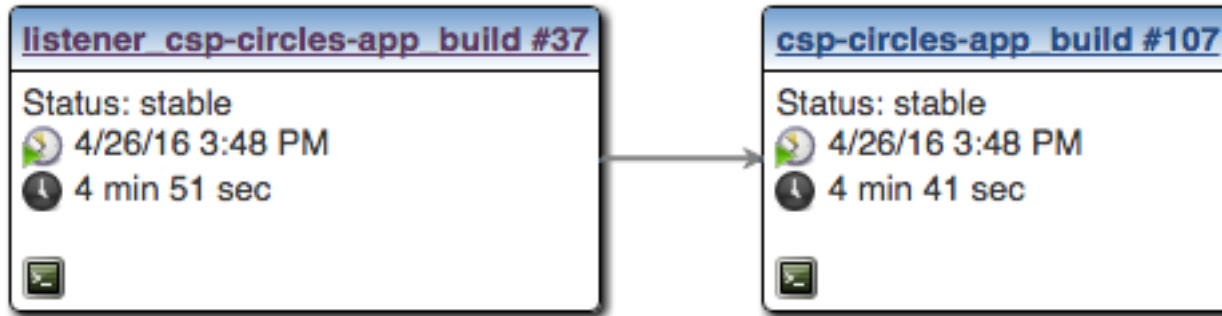 listener_csp-circles-app_build #37
Status: stable
4/26/16 3:48 PM
4 min 51 sec
csp-circles-app_build #107
Status: stable
4/26/16 3:48 PM
4 min 41 sec